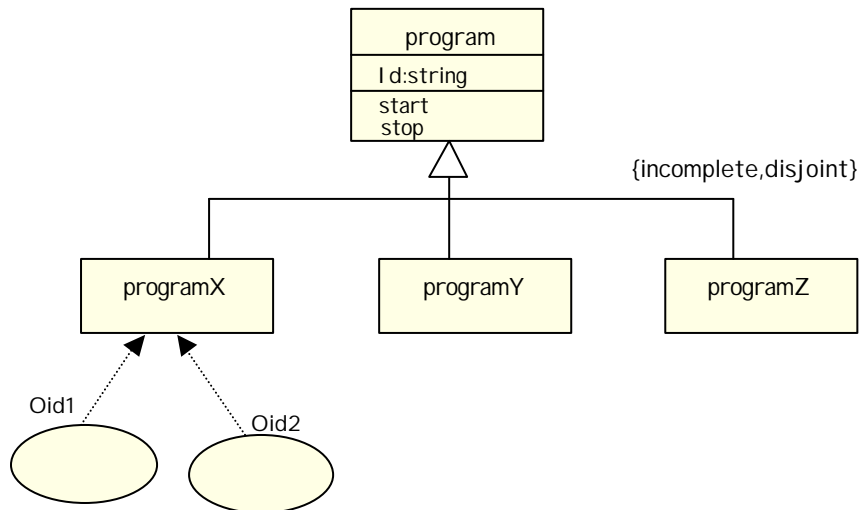 program
Id:string
start
stop
{incomplete,disjoint}
programX
programY
programZ
Oid1
Oid2